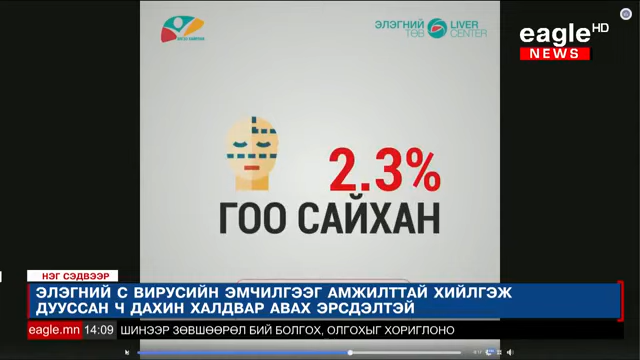 ЭЛЭГНИЙ ТӨВ
LIVER CENTER
eagle HD
NEWS
2.3%
ГОО САЙХАН
НЭГ СЭДВЭЭР
ЭЛЭГНИЙ С ВИРУСИЙН ЭМЧИЛГЭЭГ АМЖИЛТТАЙ ХИЙЛГЭЖ
ДУУССАН Ч ДАХИН ХАЛДВАР АВАХ ЭРСДЭЛТЭЙ
eagle.mn 14:09 ШИНЭЭР ЗӨВШӨӨРӨЛ БИЙ БОЛГОХ, ОЛГОХЫГ ХОРИГЛОНО